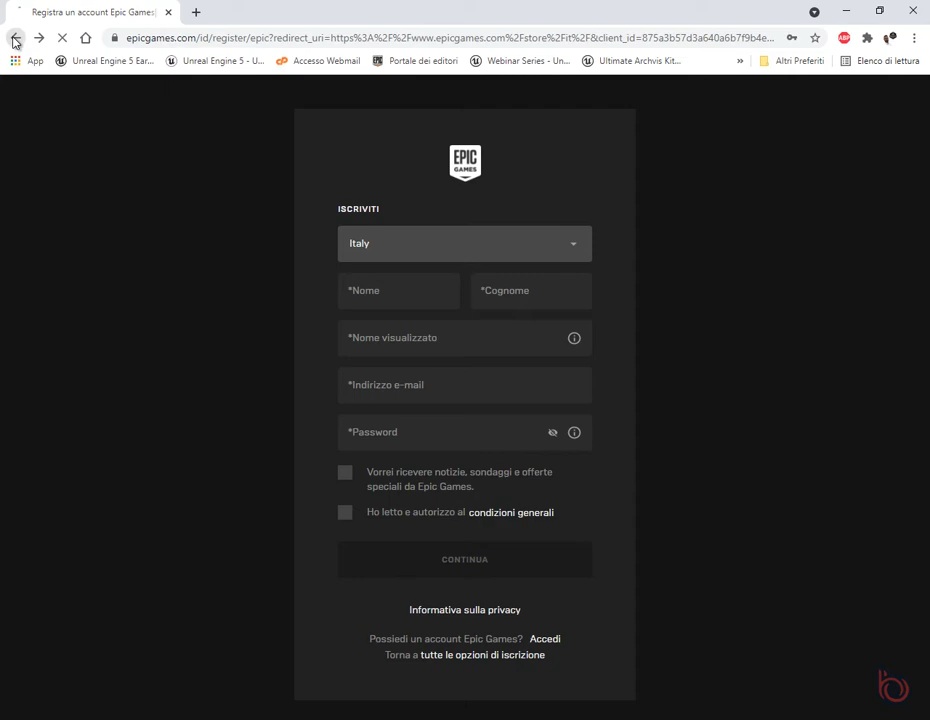 Registra un account Epic Games|
epicgames.com/id/register/epic?redirect_uri=https%3A%2F%2Fwww.epicgames.com%2Fstore%2Fit%2F&client_id=875a3b57d3a640a6b7f9b4e...
App Unreal Engine 5 Ear... Unreal Engine 5 - U... Accesso Webmail Portale dei editori Webinar Series - Un... Ultimate Archvis Kit... » Altri Preferiti Elenco di lettura
EPIC
GAMES
ISCRIVITI
Italy
*Nome *Cognome
*Nome visualizzato
*Indirizzo e-mail
*Password
Vorrei ricevere notizie, sondaggi e offerte
speciali da Epic Games.
Ho letto e autorizzo al condizioni generali
CONTINUA
Informativa sulla privacy
Possiedi un account Epic Games? Accedi
Torna a tutte le opzioni di iscrizione